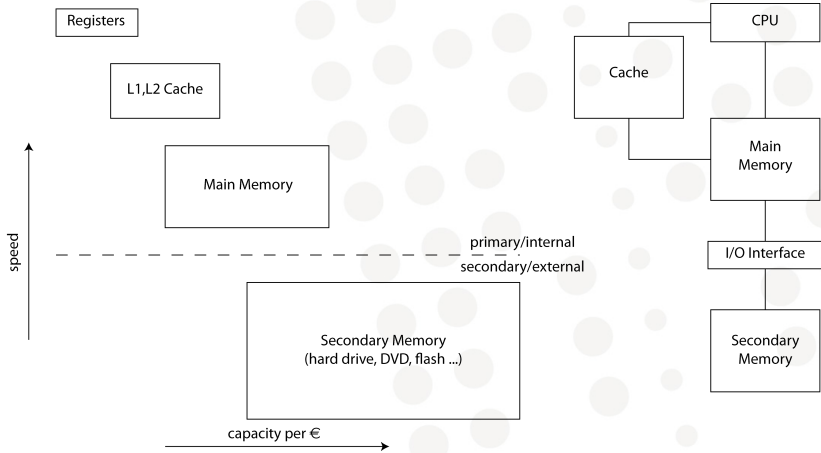 Registers
L1,L2 Cache
Main Memory
speed
primary/internal
secondary/external
Secondary Memory
(hard drive, DVD, flash ...)
capacity per €
CPU
Cache
Main
Memory
I/O Interface
Secondary
Memory